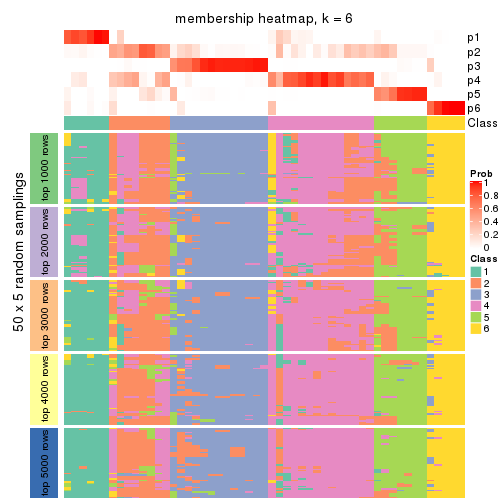 membership heatmap, k = 6
p1
p2
p3
p4
p5
p6
Class
50 x 5 random samplings
top 1000 rows
top 2000 rows
top 3000 rows
top 4000 rows
top 5000 rows
Prob
1
0.8
0.6
0.4
0.2
0
Class
1
2
3
4
5
6